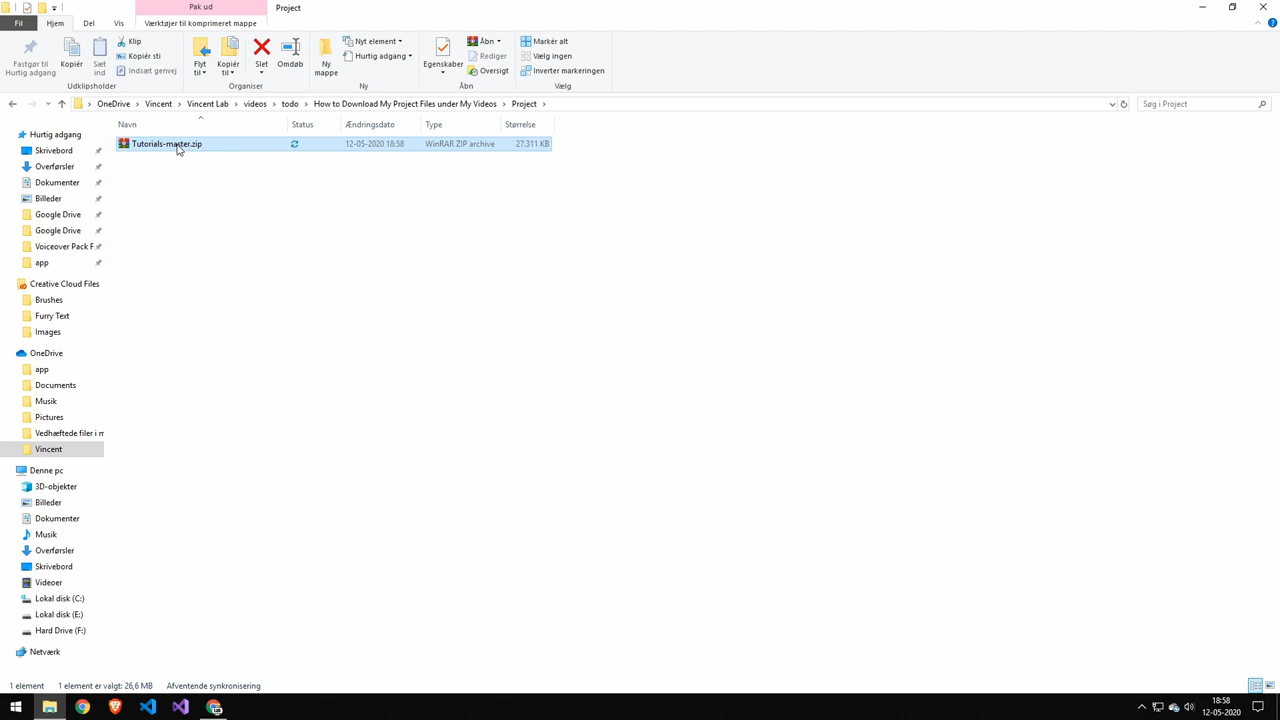 Pak ud
Project
Fil
Hjem
Del
Vis
Værktøjer til komprimeret mappe
Fastgør til
Hurtig adgang
Kopiér
Sæt
ind
Klip
Kopiér sti
Indsæt genvej
Udklipsholder
Flyt
til
Kopiér
til
Slet
Omdøb
Organiser
Ny
mappe
Nyt element
Hurtig adgang
Ny
Egenskaber
Åbn
Rediger
Oversigt
Åbn
Markér alt
Vælg ingen
Inverter markeringen
Vælg
OneDrive > Vincent > Vincent Lab > videos > todo > How to Download My Project Files under My Videos > Project >
Søg i Project
Navn
Status
Ændringsdato
Type
Størrelse
Tutorials-master.zip
12-05-2020 18:58
WinRAR ZIP archive
27.311 KB
Hurtig adgang
Skrivebord
Overførsler
Dokumenter
Billeder
Google Drive
Google Drive
Voiceover Pack F
app
Creative Cloud Files
Brushes
Furry Text
Images
OneDrive
app
Documents
Musik
Pictures
Vedhæftede filer i m
Vincent
Denne pc
3D-objekter
Billeder
Dokumenter
Musik
Overførsler
Skrivebord
Videoer
Lokal disk (C:)
Lokal disk (E:)
Hard Drive (F:)
Netværk
1 element
1 element er valgt: 26,6 MB
Afventende synkronisering
18:58
12-05-2020